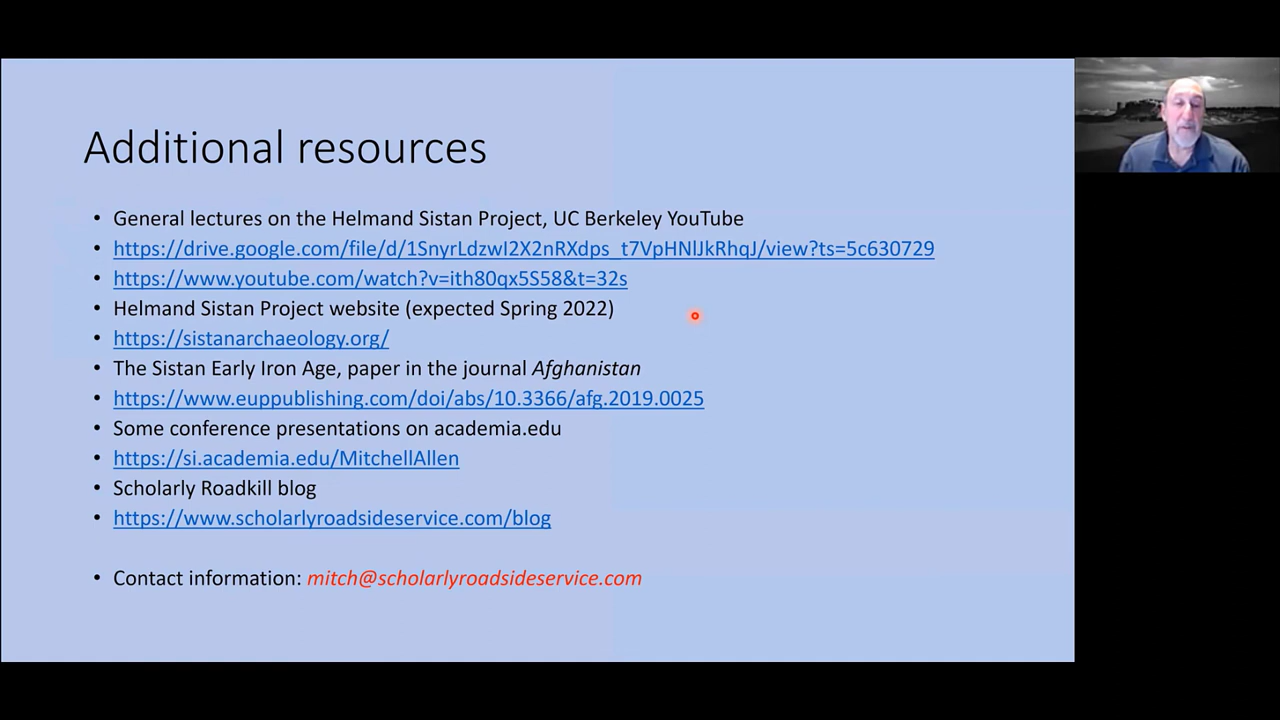 Additional resources
• General lectures on the Helmand Sistan Project, UC Berkeley YouTube
• https://drive.google.com/file/d/1SnyrLdzwI2X2nRXdps_t7VpHNlJkRhqJ/view?ts=5c630729
• https://www.youtube.com/watch?v=ith80qx5S58&t=32s
• Helmand Sistan Project website (expected Spring 2022)
• https://sistanarchaeology.org/
• The Sistan Early Iron Age, paper in the journal Afghanistan
• https://www.euppublishing.com/doi/abs/10.3366/afg.2019.0025
• Some conference presentations on academia.edu
• https://si.academia.edu/MitchellAllen
• Scholarly Roadkill blog
• https://www.scholarlyroadsideservice.com/blog
• Contact information: mitch@scholarlyroadsideservice.com